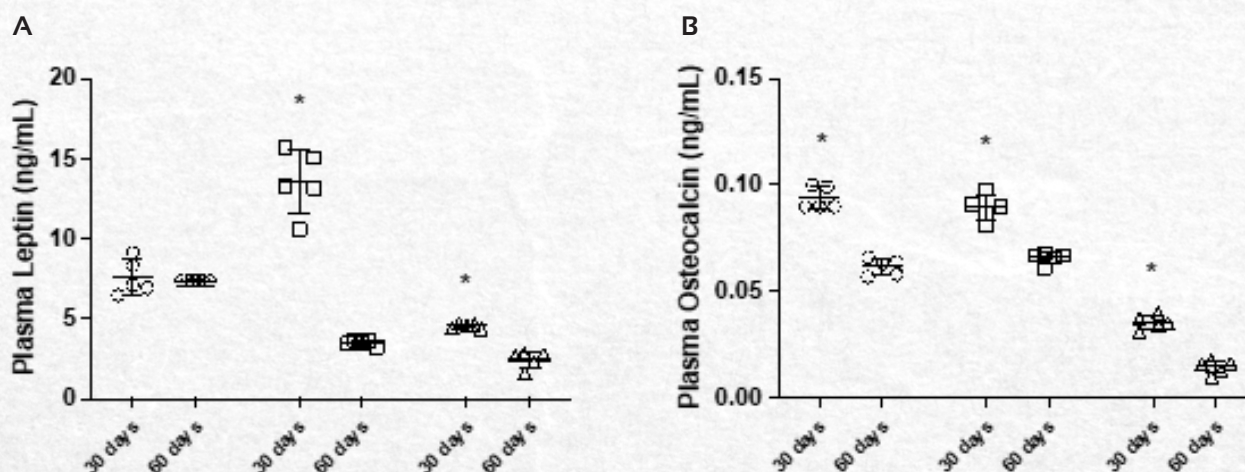 A
B
Plasma Leptin (ng/mL)
20
15
10
5
0
*
*
30 days
60 days
30 days
60 days
30 days
60 days
Plasma Osteocalcin (ng/mL)
0.15
0.10
0.05
0.00
*
*
*
30 days
60 days
30 days
60 days
30 days
60 days